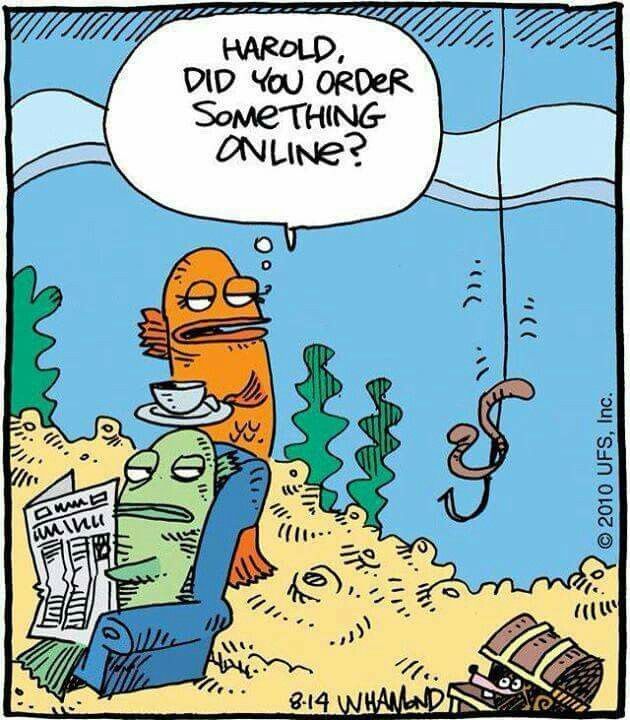 HAROLD,
DID YOU ORDER
SOMETHING
ONLINE?
© 2010 UFS, Inc.
8-14 WHAMOND